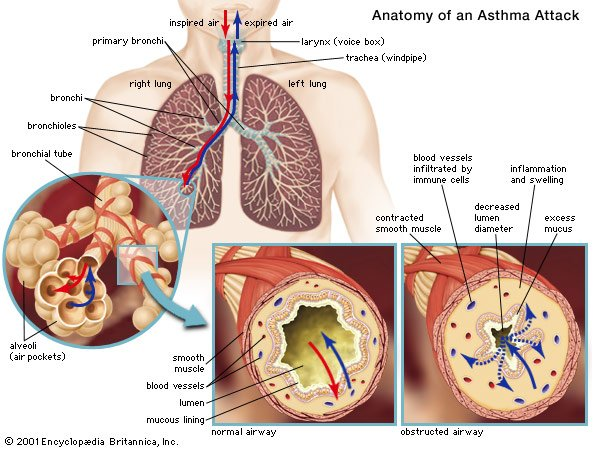 Anatomy of an Asthma Attack
inspired air
expired air
primary bronchi
larynx (voice box)
trachea (windpipe)
right lung
left lung
bronchi
bronchioles
bronchial tube
alveoli
(air pockets)
blood vessels
infiltrated by
immune cells
inflammation
and swelling
contracted
smooth muscle
decreased
lumen
diameter
excess
mucus
smooth
muscle
blood vessels
lumen
mucous lining
normal airway
obstructed airway
© 2001 Encyclopædia Britannica, Inc.